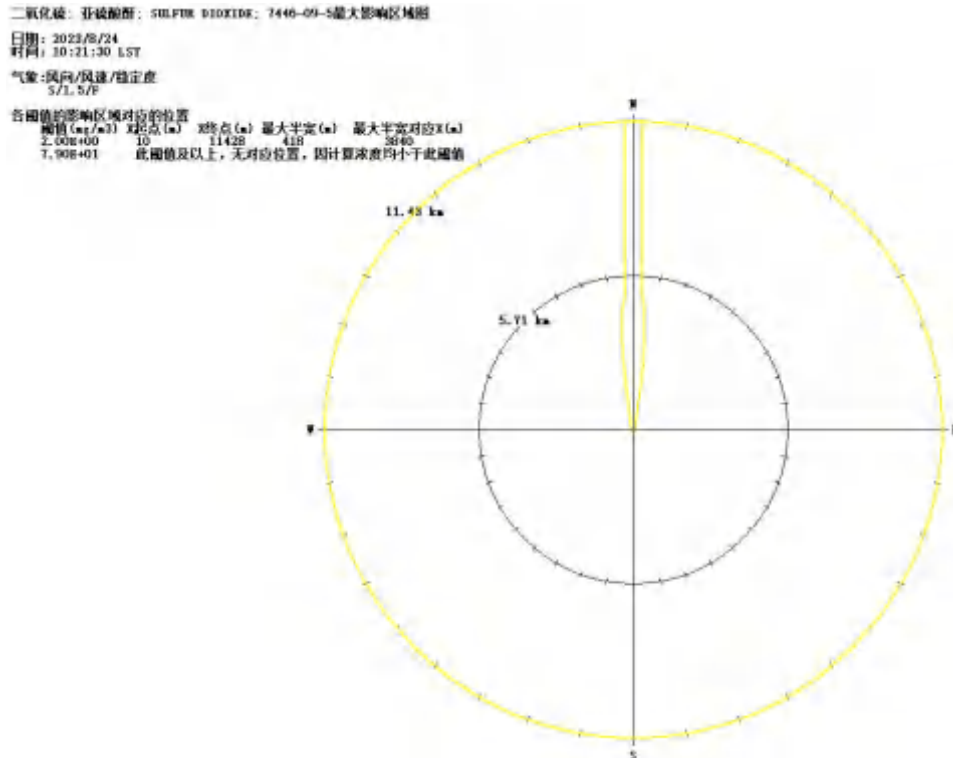 二氧化硫; 亚硫酸酐; SULFUR DIOXIDE; 7446-09-5最大影响区域图
日期: 2023/8/24
时间: 10:21:30 LST
气象:风向/风速/稳定度
S/1.5/F
各阈值的影响区域对应的位置
阈值(mg/m3) X起点(m) X终点(m) 最大半宽(m) 最大半宽对应X(m)
2.00E+00 10 11428 418 3840
7.90E+01 此阈值及以上，无对应位置，因计算浓度均小于此阈值
N
11.43 km
5.71 km
W
S